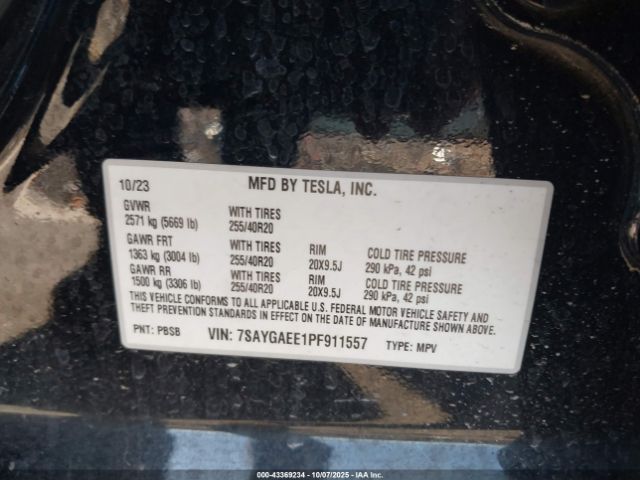 10/23 MFD BY TESLA, INC.
GVWR
2571 kg (5669 lb) WITH TIRES 255/40R20
GAWR FRT
1363 kg (3004 lb) WITH TIRES 255/40R20 RIM 20X9.5J COLD TIRE PRESSURE 290 kPa, 42 psi
GAWR RR
1500 kg (3306 lb) WITH TIRES 255/40R20 RIM 20X9.5J COLD TIRE PRESSURE 290 kPa, 42 psi
THIS VEHICLE CONFORMS TO ALL APPLICABLE U.S. FEDERAL MOTOR VEHICLE SAFETY AND
THEFT PREVENTION STANDARDS IN EFFECT ON THE DATE OF MANUFACTURE SHOWN ABOVE.
PNT: PBSB VIN: 7SAYGAEE1PF911557 TYPE: MPV
000-43369234 - 10/07/2025 - IAA Inc.